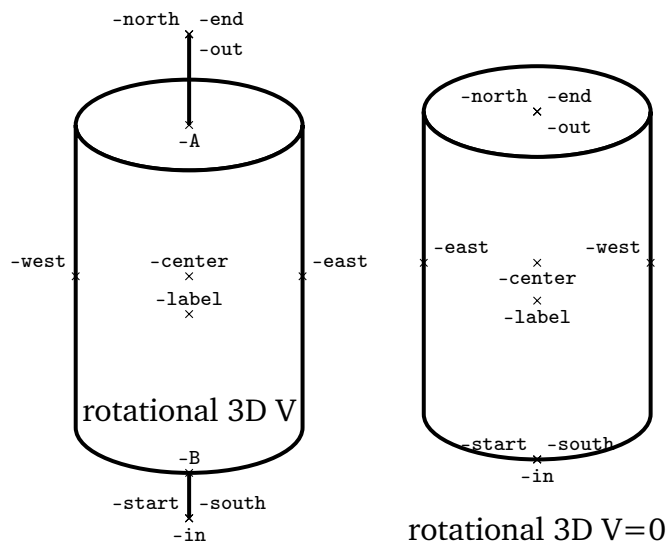 -north -end
-out
-A
-west -center -east
-label
rotational 3D V
-B
-start -south
-in
-north -end
-out
-east -west
-center
-label
-start -south
-in
rotational 3D V=0